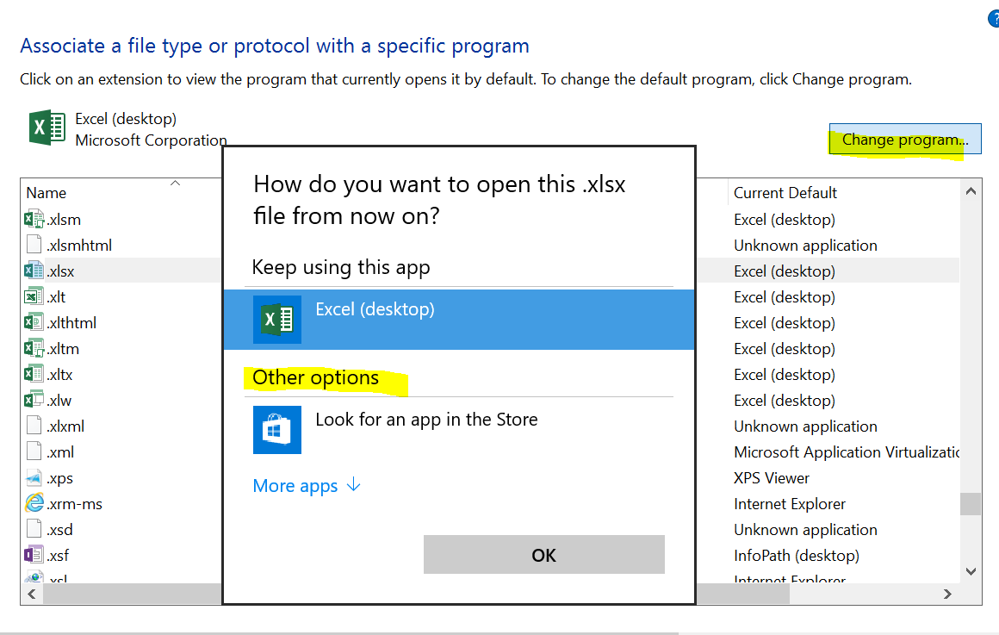 ?
Associate a file type or protocol with a specific program
Click on an extension to view the program that currently opens it by default. To change the default program, click Change program.
Excel (desktop)
Microsoft Corporation
Change program...
Name
Current Default
.xlsm
Excel (desktop)
.xlsmhtml
Unknown application
.xlsx
Excel (desktop)
.xlt
Excel (desktop)
.xlthtml
Excel (desktop)
.xltm
Excel (desktop)
.xltx
Excel (desktop)
.xlw
Excel (desktop)
.xlxml
Unknown application
.xml
Microsoft Application Virtualizatic
.xps
XPS Viewer
.xrm-ms
Internet Explorer
.xsd
Unknown application
.xsf
InfoPath (desktop)
.xsl
Internet Explorer
How do you want to open this .xlsx
file from now on?
Keep using this app
Excel (desktop)
Other options
Look for an app in the Store
More apps
OK